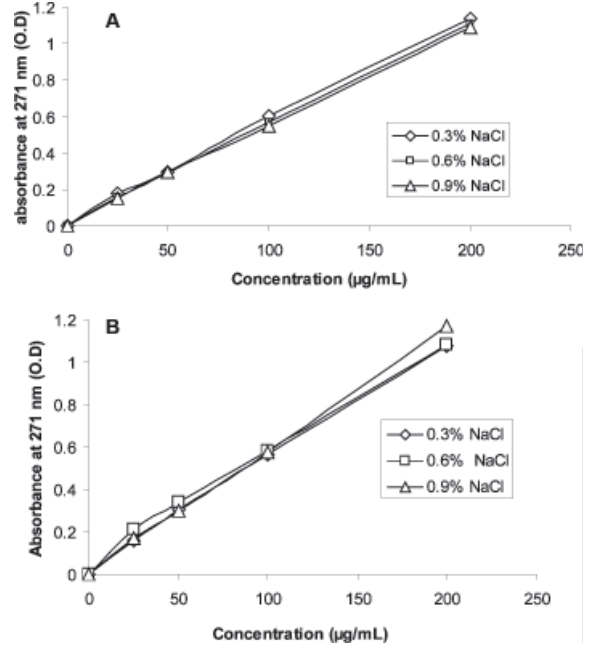 A
absorbance at 271 nm (O.D)
1.2
1
0.8
0.6
0.4
0.2
0
0.3% NaCl
0.6% NaCl
0.9% NaCl
0 50 100 150 200 250
Concentration (µg/mL)
B
Absorbance at 271 nm (O.D)
1.2
1
0.8
0.6
0.4
0.2
0
0.3% NaCl
0.6% NaCl
0.9% NaCl
0 50 100 150 200 250
Concentration (µg/mL)